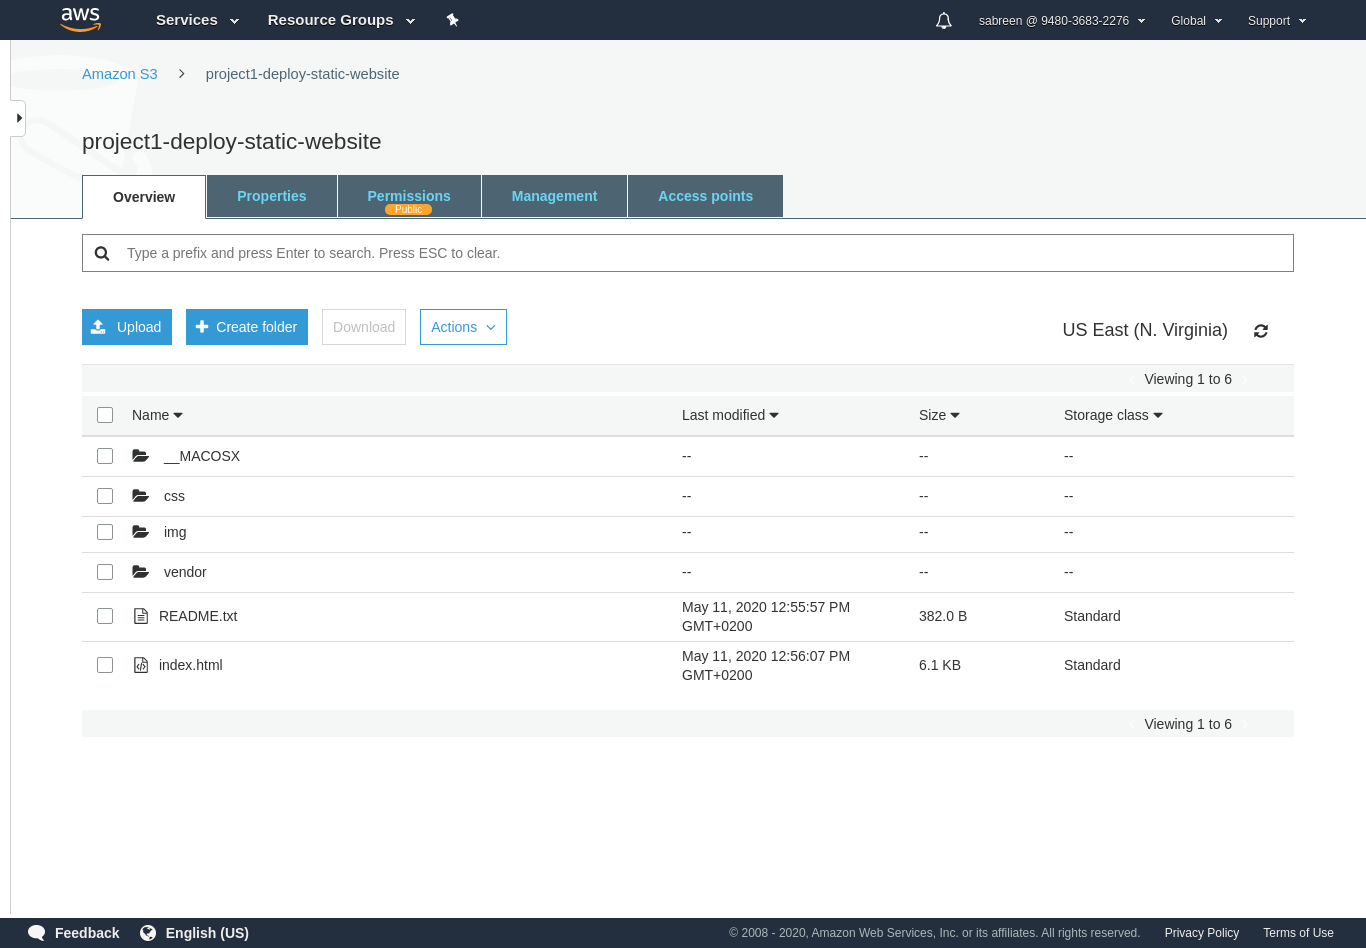 aws Services Resource Groups sabreen @ 9480-3683-2276 Global Support
Amazon S3 project1-deploy-static-website
project1-deploy-static-website
Overview Properties Permissions Management Access points
Public
Type a prefix and press Enter to search. Press ESC to clear.
Upload Create folder Download Actions US East (N. Virginia)
Viewing 1 to 6
Name Last modified Size Storage class
__MACOSX -- -- --
css -- -- --
img -- -- --
vendor -- -- --
README.txt May 11, 2020 12:55:57 PM GMT+0200 382.0 B Standard
index.html May 11, 2020 12:56:07 PM GMT+0200 6.1 KB Standard
Viewing 1 to 6
Feedback English (US) © 2008 - 2020, Amazon Web Services, Inc. or its affiliates. All rights reserved. Privacy Policy Terms of Use